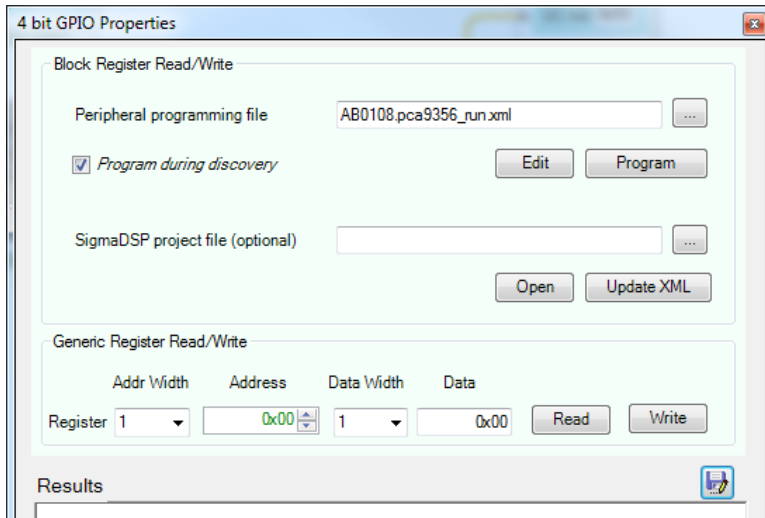 4 bit GPIO Properties
Block Register Read/Write
Peripheral programming file AB0108.pca9356_run.xml ...
Program during discovery Edit Program
SigmaDSP project file (optional) ...
Open Update XML
Generic Register Read/Write
Addr Width Address Data Width Data
Register 1 0x00 1 0x00 Read Write
Results